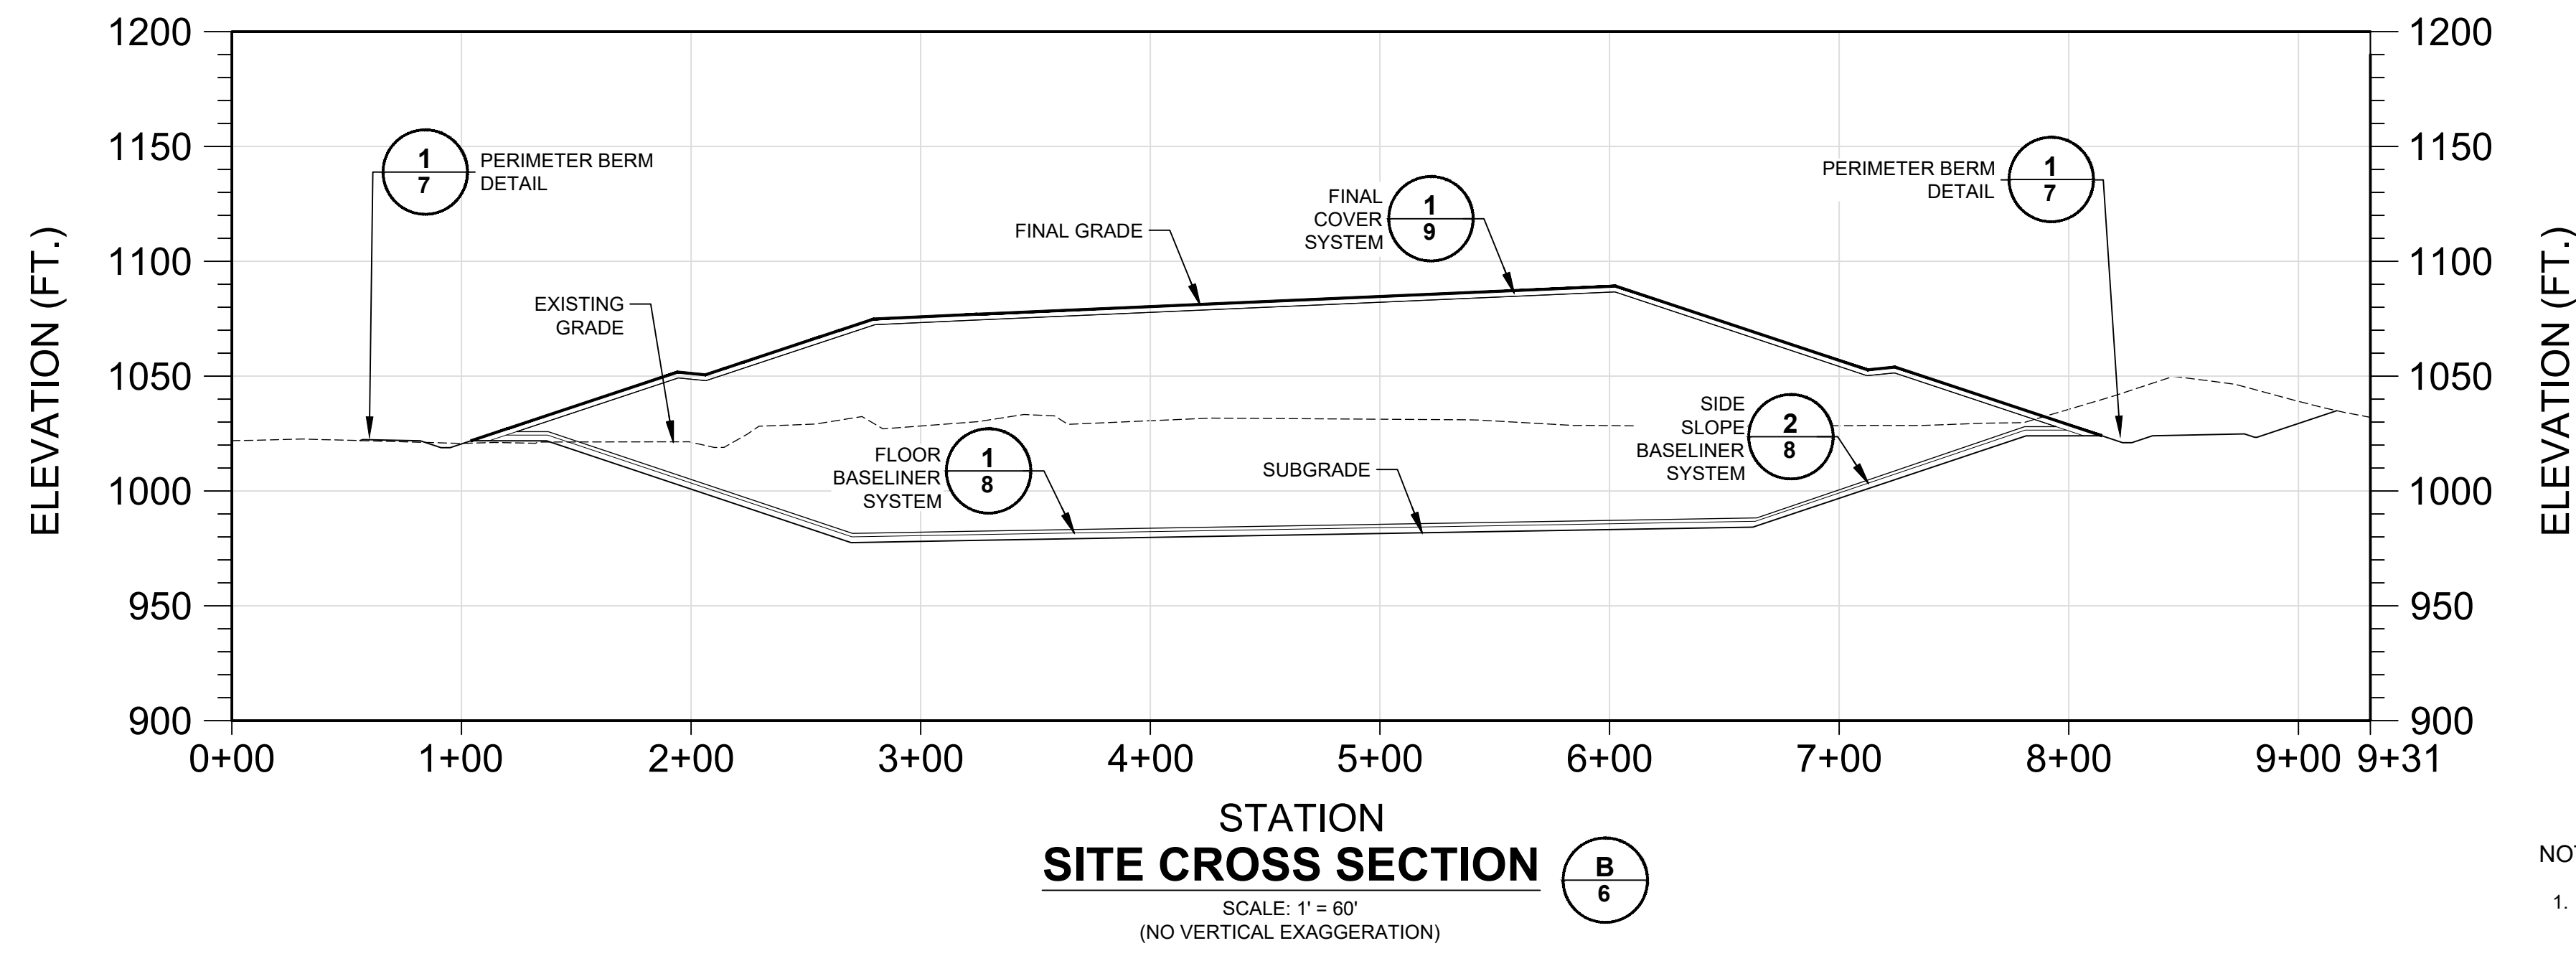 1200
1200
1150
1150
1100
1100
1050
1050
1000
1000
950
950
900
900
ELEVATION (FT.)
ELEVATION (FT.)
1
7
PERIMETER BERM
DETAIL
EXISTING
GRADE
FINAL GRADE
FINAL
COVER
SYSTEM
1
9
PERIMETER BERM
DETAIL
1
7
FLOOR
BASELINER
SYSTEM
1
8
SUBGRADE
SIDE
SLOPE
BASELINER
SYSTEM
2
8
0+00 1+00 2+00 3+00 4+00 5+00 6+00 7+00 8+00 9+00 9+31
STATION
SITE CROSS SECTION
B
6
SCALE: 1' = 60'
(NO VERTICAL EXAGGERATION)
1.